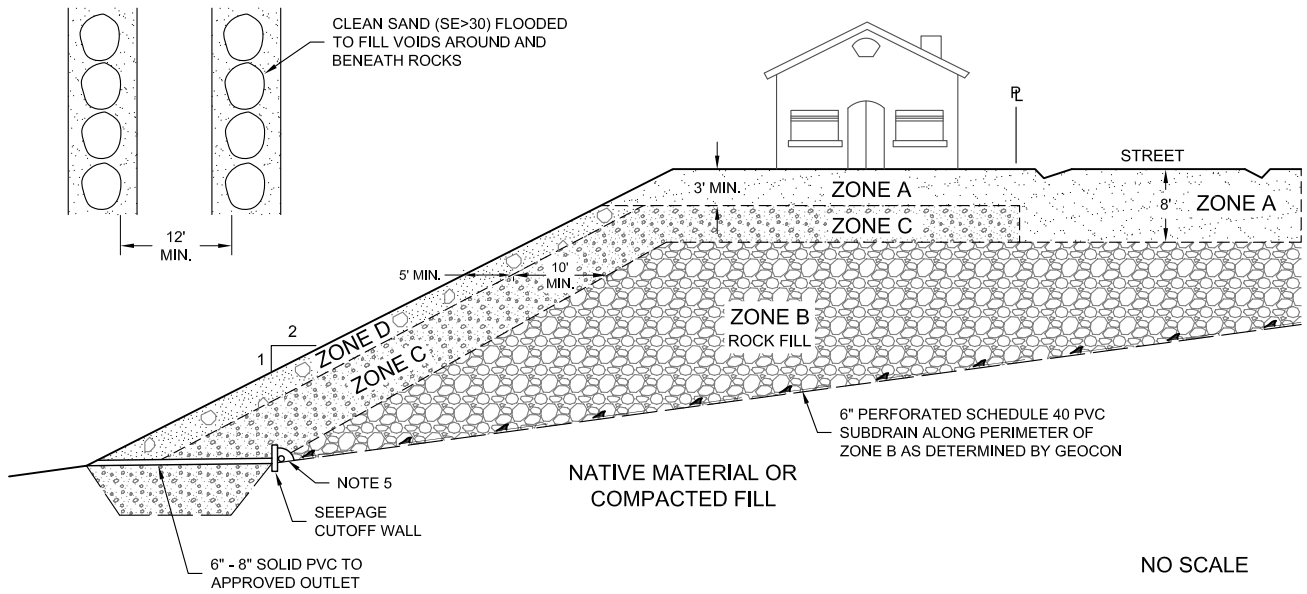 CLEAN SAND (SE>30) FLOODED
TO FILL VOIDS AROUND AND
BENEATH ROCKS
12'
MIN.
PL
STREET
3' MIN.
ZONE A
8'
ZONE A
ZONE C
5' MIN.
10'
MIN.
2
1
ZONE D
ZONE C
ZONE B
ROCK FILL
6" PERFORATED SCHEDULE 40 PVC
SUBDRAIN ALONG PERIMETER OF
ZONE B AS DETERMINED BY GEOCON
NATIVE MATERIAL OR
COMPACTED FILL
NOTE 5
SEEPAGE
CUTOFF WALL
6" - 8" SOLID PVC TO
APPROVED OUTLET
NO SCALE